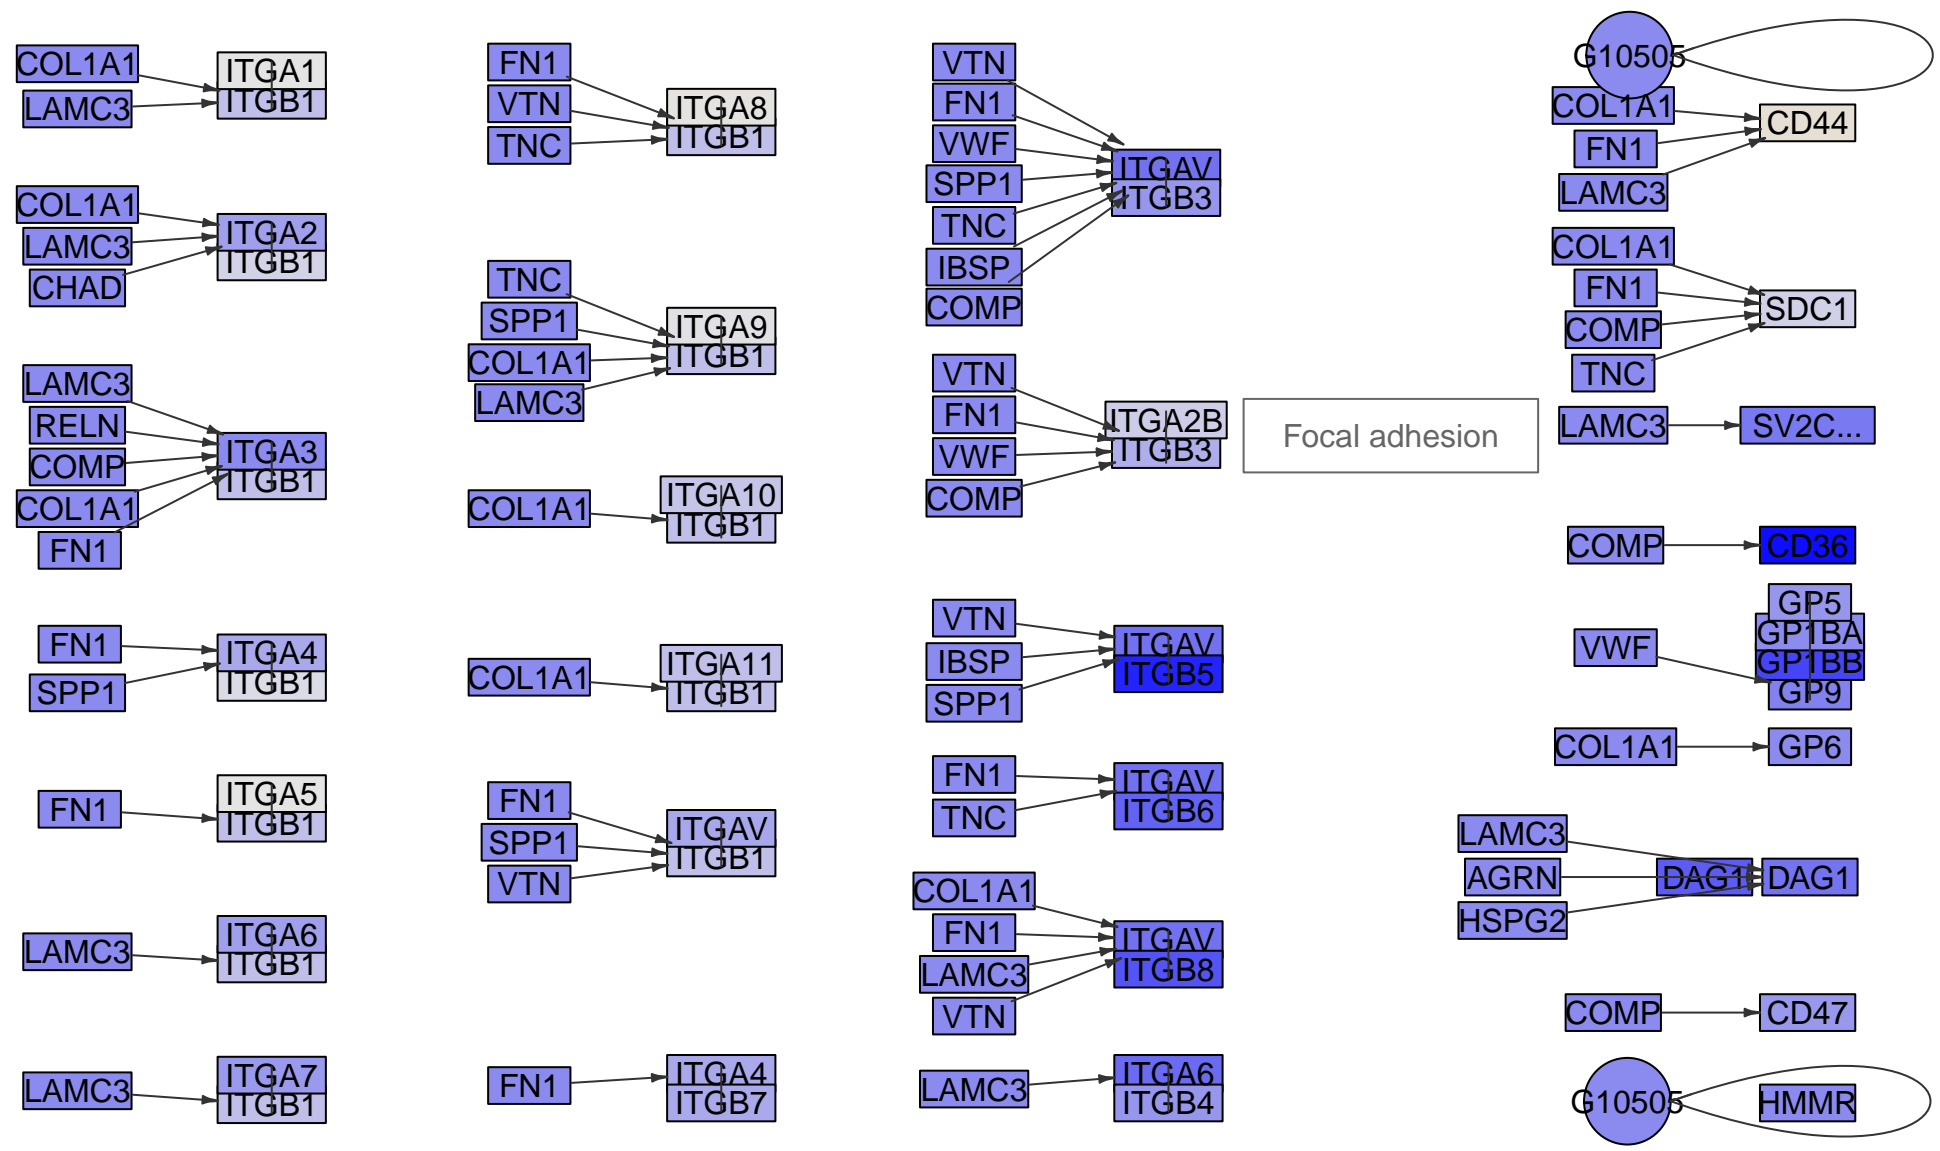 COL1A1
LAMC3
ITGA1
ITGB1
COL1A1
LAMC3
CHAD
ITGA2
ITGB1
LAMC3
RELN
COMP
COL1A1
FN1
ITGA3
ITGB1
FN1
SPP1
ITGA4
ITGB1
FN1
ITGA5
ITGB1
LAMC3
ITGA6
ITGB1
LAMC3
ITGA7
ITGB1
FN1
VTN
TNC
ITGA8
ITGB1
TNC
SPP1
COL1A1
LAMC3
ITGA9
ITGB1
COL1A1
ITGA10
ITGB1
COL1A1
ITGA11
ITGB1
FN1
SPP1
VTN
ITGAV
ITGB1
FN1
ITGA4
ITGB7
VTN
FN1
VWF
SPP1
TNC
IBSP
COMP
ITGAV
ITGB3
VTN
FN1
VWF
COMP
ITGA2B
ITGB3
Focal adhesion
VTN
IBSP
SPP1
ITGAV
ITGB5
FN1
TNC
ITGAV
ITGB6
COL1A1
FN1
LAMC3
VTN
ITGAV
ITGB8
LAMC3
ITGA6
ITGB4
G10505
COL1A1
FN1
LAMC3
CD44
COL1A1
FN1
COMP
TNC
SDC1
LAMC3
SV2C...
COMP
CD36
VWF
GP5
GP1BA
GP1BB
GP9
COL1A1
GP6
LAMC3
AGRN
HSPG2
DAG1
DAG1
COMP
CD47
G10505
HMMR